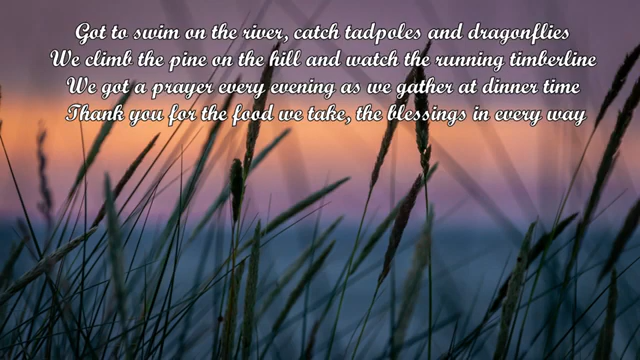 Got to swim on the river, catch tadpoles and dragonflies
We climb the pine on the hill and watch the running timberline
We got a prayer every evening as we gather at dinner time
Thank you for the food we take, the blessings in every way